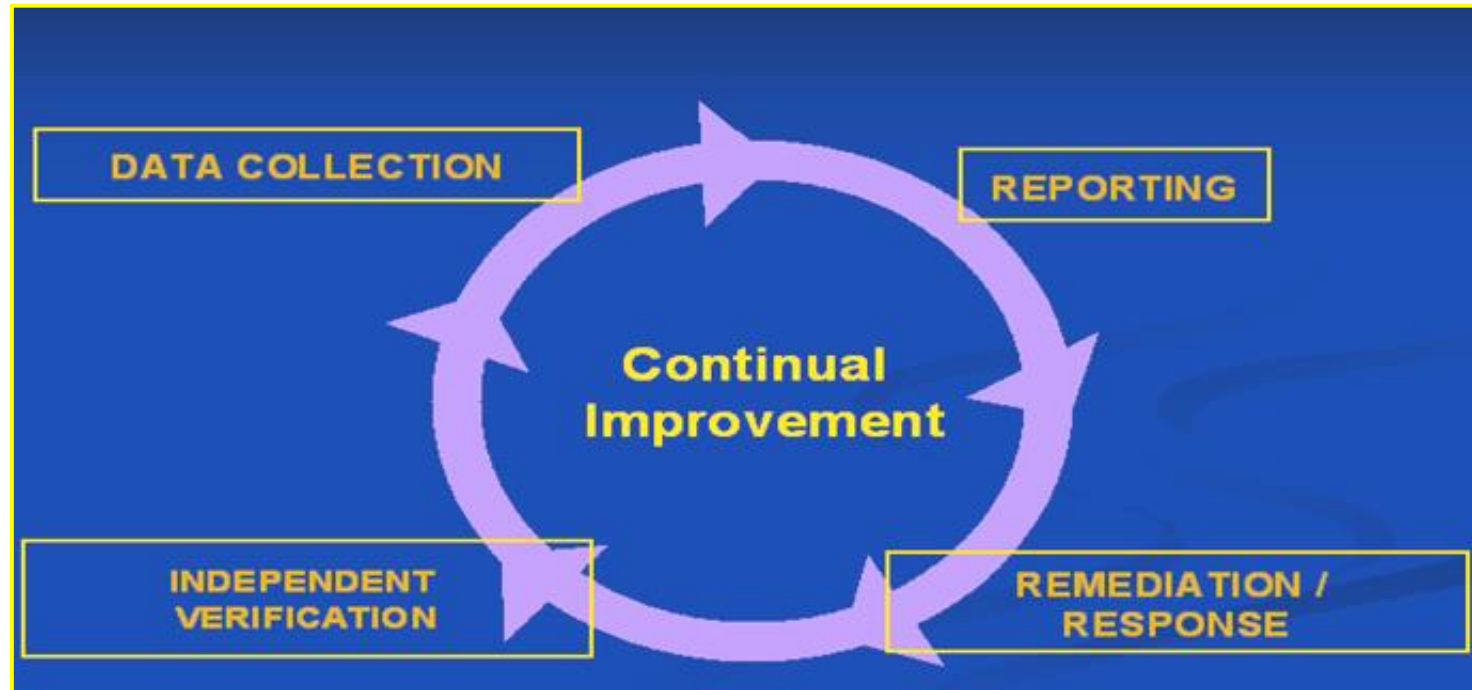 DATA COLLECTION
REPORTING
Continual
Improvement
INDEPENDENT
VERIFICATION
REMEDIATION /
RESPONSE